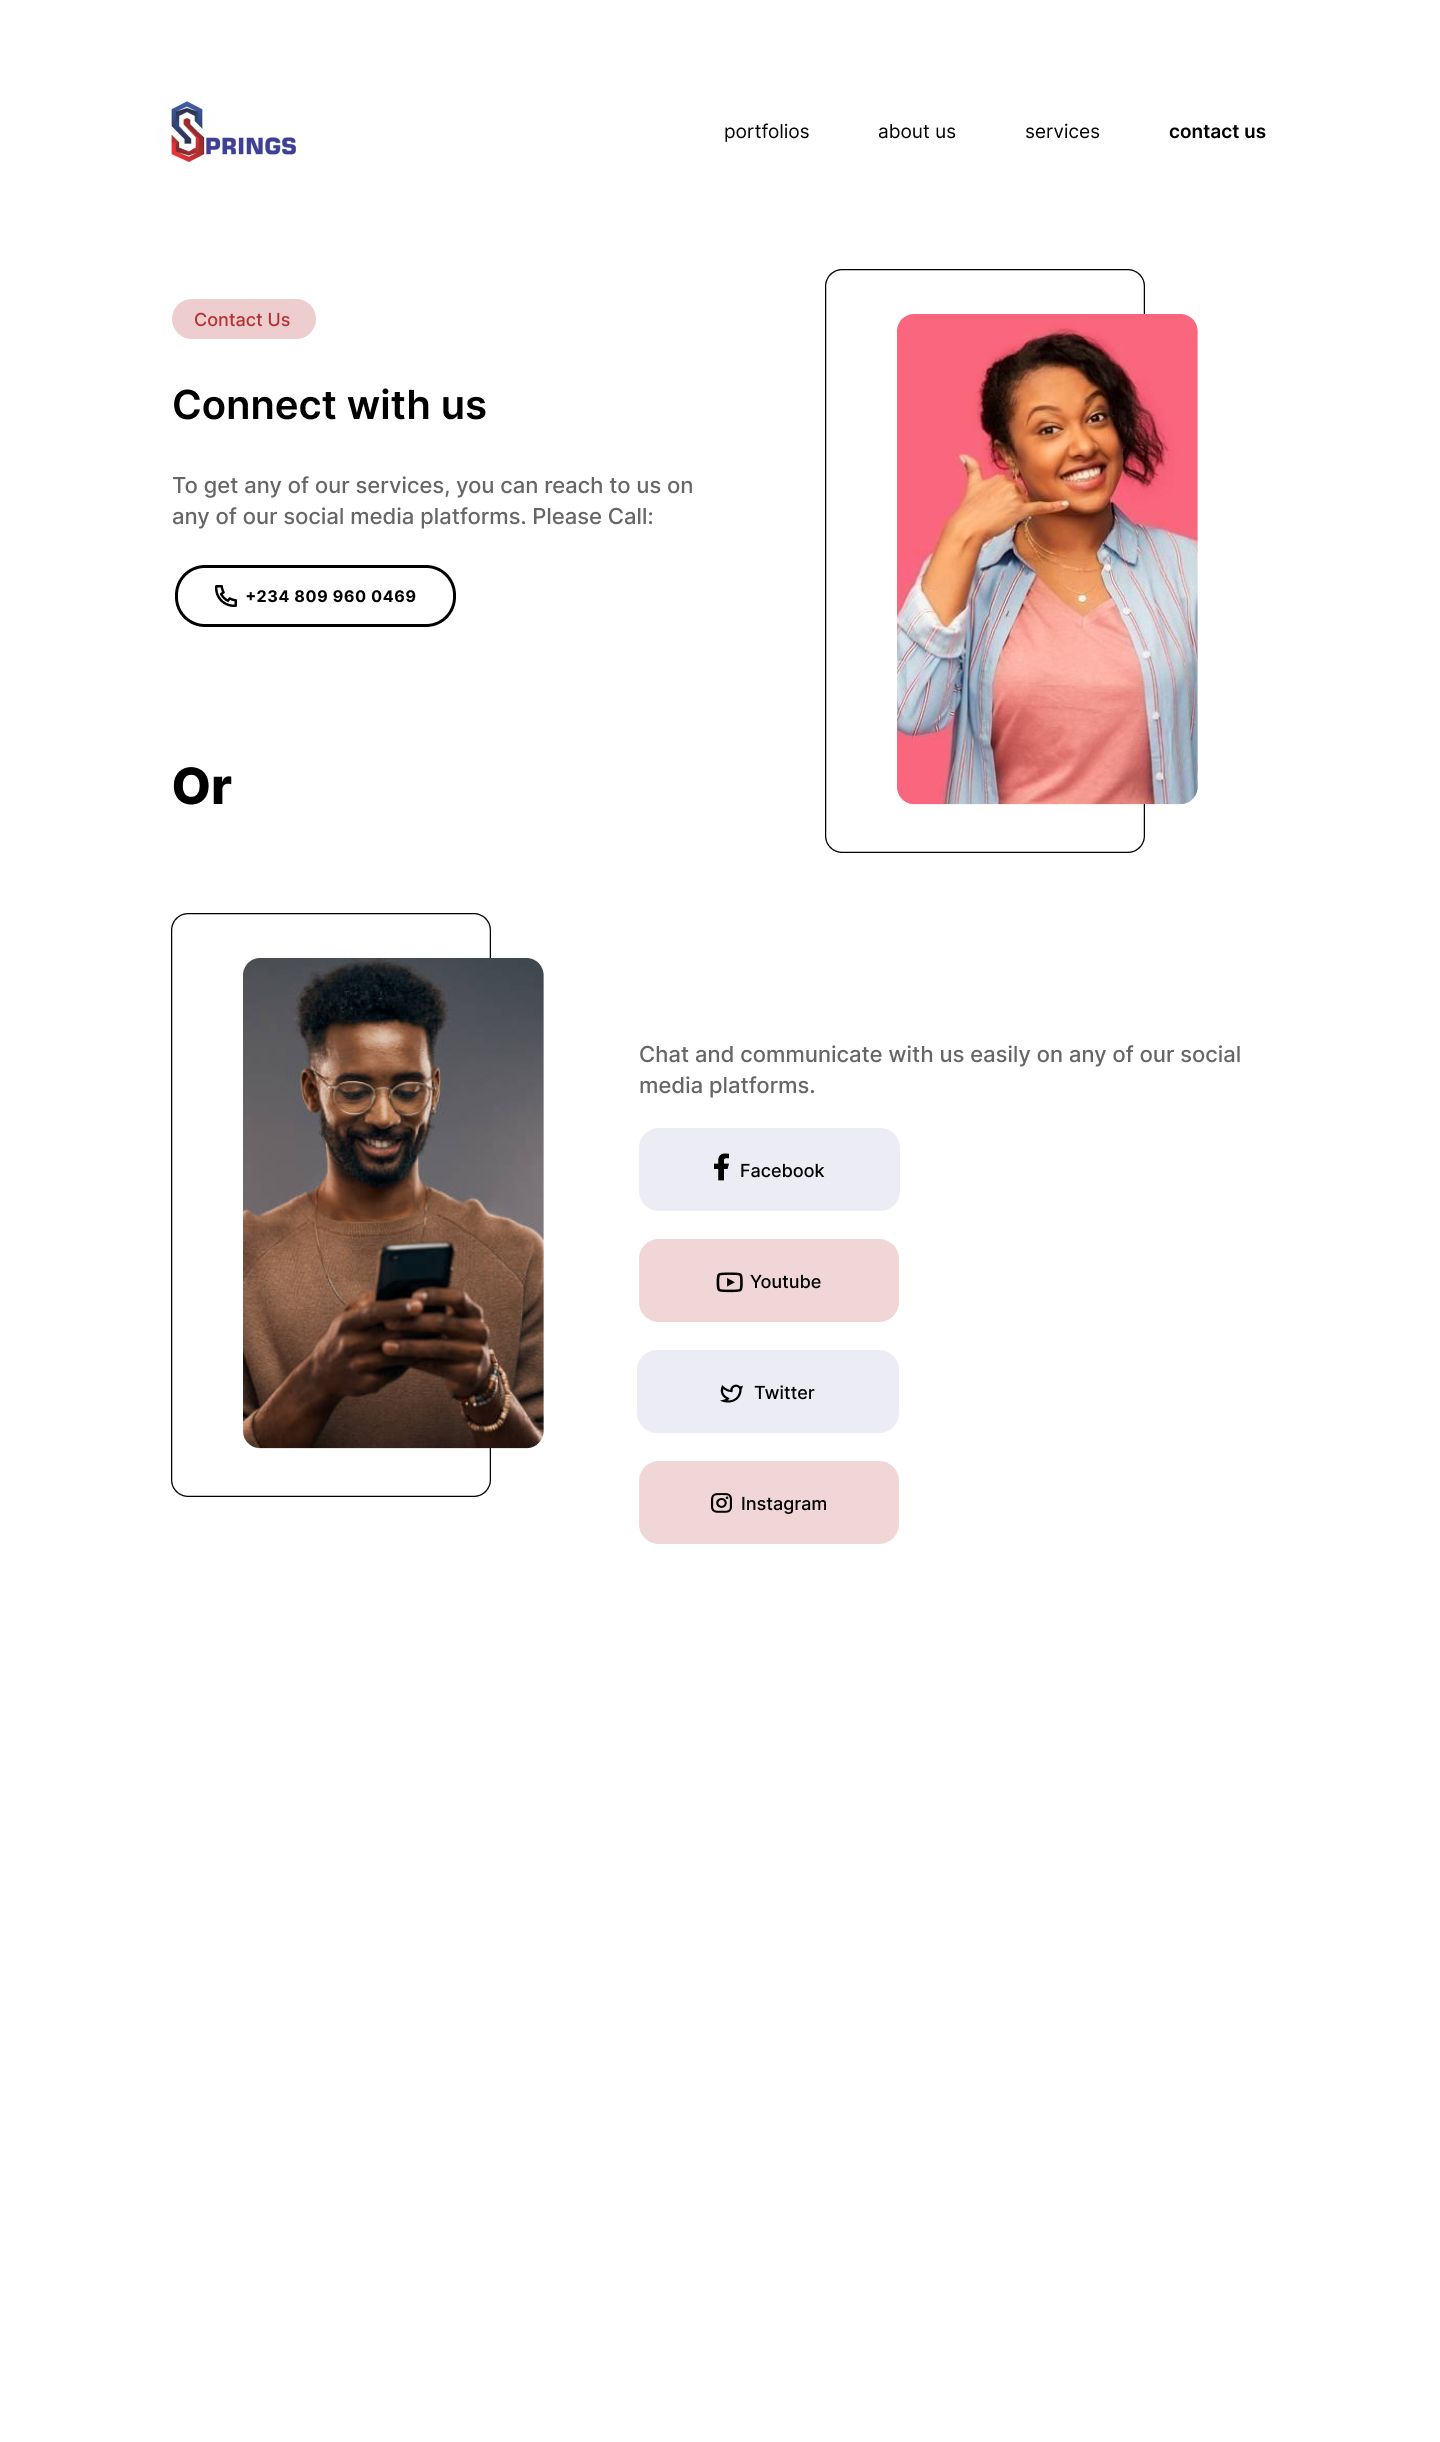 SPRINGS
portfolios
about us
services
contact us
Contact Us
Connect with us
To get any of our services, you can reach to us on
any of our social media platforms. Please Call:
+234 809 960 0469
Or
Chat and communicate with us easily on any of our social
media platforms.
Facebook
Youtube
Twitter
Instagram